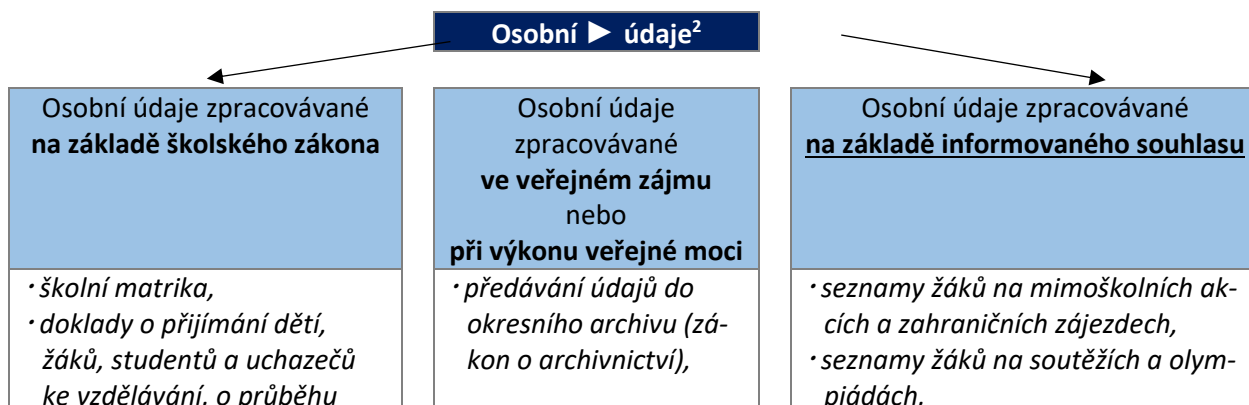 Osobní ► údaje²
Osobní údaje zpracovávané
na základě školského zákona
Osobní údaje
zpracovávané
ve veřejném zájmu
nebo
při výkonu veřejné moci
Osobní údaje zpracovávané
na základě informovaného souhlasu
· školní matrika,
· doklady o přijímání dětí,
žáků, studentů a uchazečů
ke vzdělávání, o průběhu
· předávání údajů do
okresního archivu (zá-
kon o archivnictví),
· seznamy žáků na mimoškolních ak-
cích a zahraničních zájezdech,
· seznamy žáků na soutěžích a olym-
piádách,